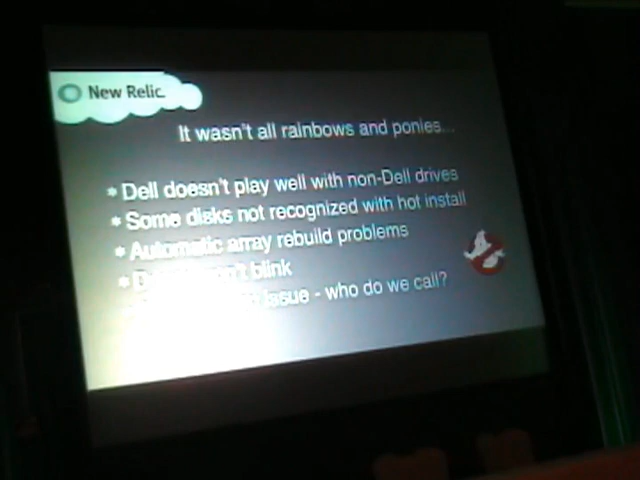 New Relic.
It wasn't all rainbows and ponies...
* Dell doesn't play well with non-Dell drives
* Some disks not recognized with hot install
* Automatic array rebuild problems
* blink
issue - who do we call?